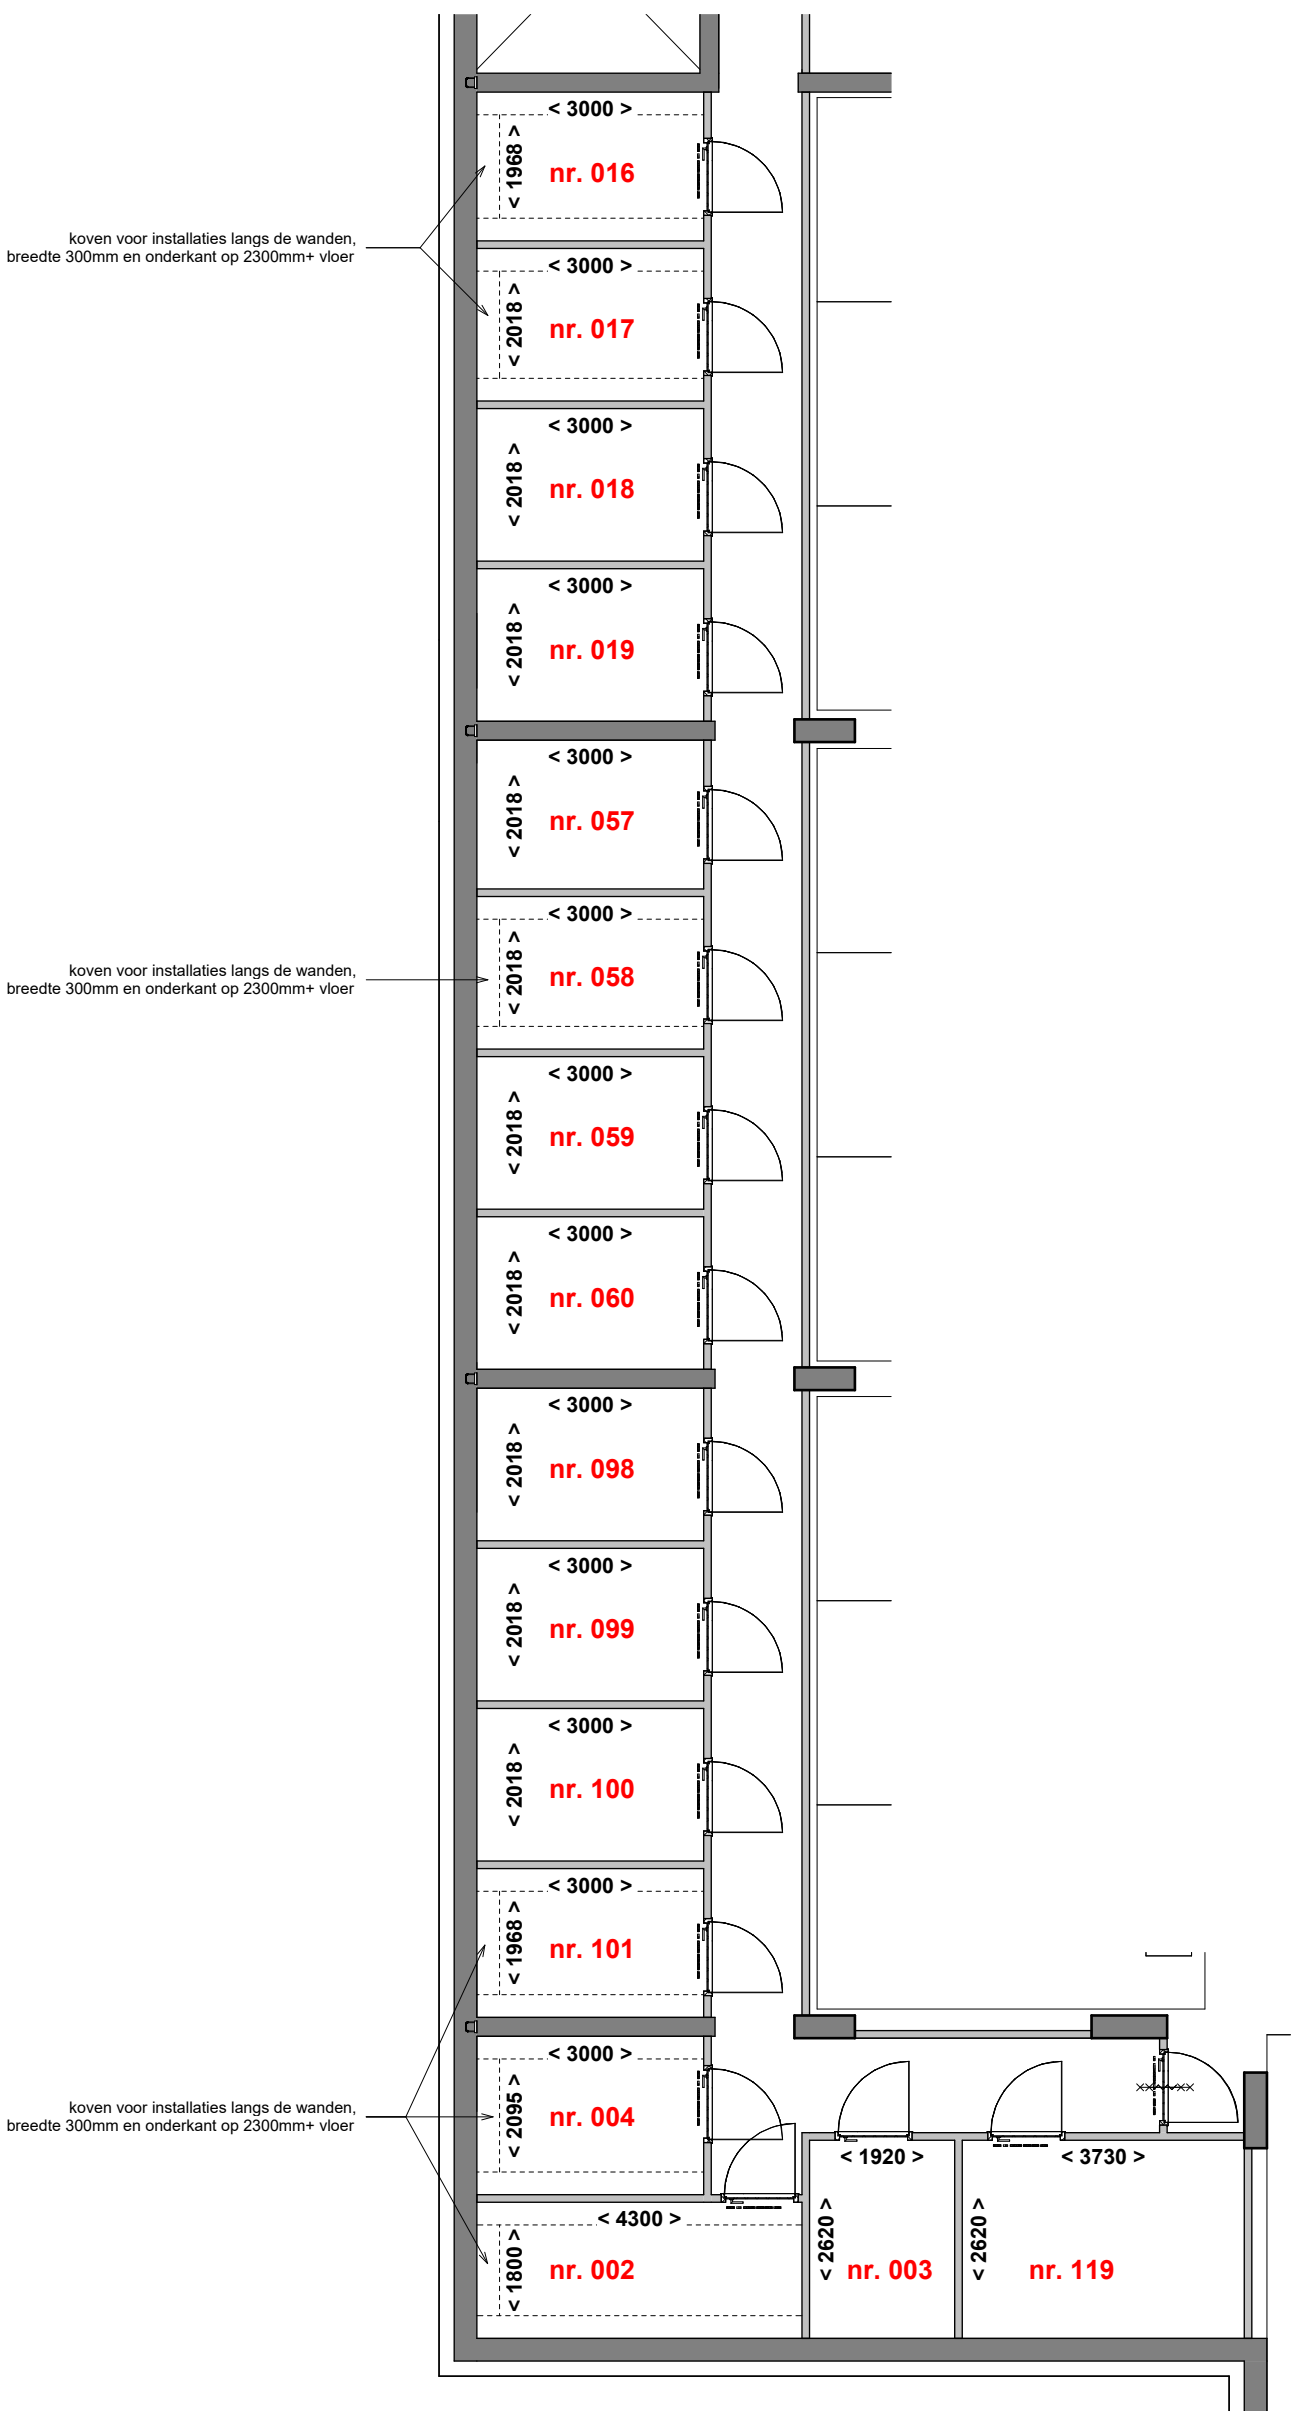 < 3000 >
< 1968 >
nr. 016
koven voor installaties langs de wanden,
breedte 300mm en onderkant op 2300mm+ vloer
< 3000 >
< 2018 >
nr. 017
< 3000 >
< 2018 >
nr. 018
< 3000 >
< 2018 >
nr. 019
< 3000 >
< 2018 >
nr. 057
< 3000 >
< 2018 >
nr. 058
koven voor installaties langs de wanden,
breedte 300mm en onderkant op 2300mm+ vloer
< 3000 >
< 2018 >
nr. 059
< 3000 >
< 2018 >
nr. 060
< 3000 >
< 2018 >
nr. 098
< 3000 >
< 2018 >
nr. 099
< 3000 >
< 2018 >
nr. 100
< 3000 >
< 1968 >
nr. 101
< 3000 >
< 2095 >
nr. 004
koven voor installaties langs de wanden,
breedte 300mm en onderkant op 2300mm+ vloer
< 4300 >
< 1800 >
nr. 002
< 1920 >
< 2620 >
nr. 003
< 3730 >
< 2620 >
nr. 119